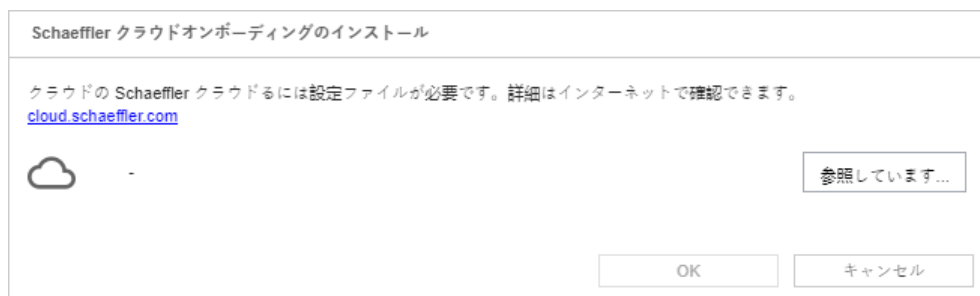 Schaeffler クラウドオンボーディングのインストール
クラウドの Schaeffler クラウドるには設定ファイルが必要です。詳細はインターネットで確認できます。
cloud.schaeffler.com
-
参照しています...
OK
キャンセル